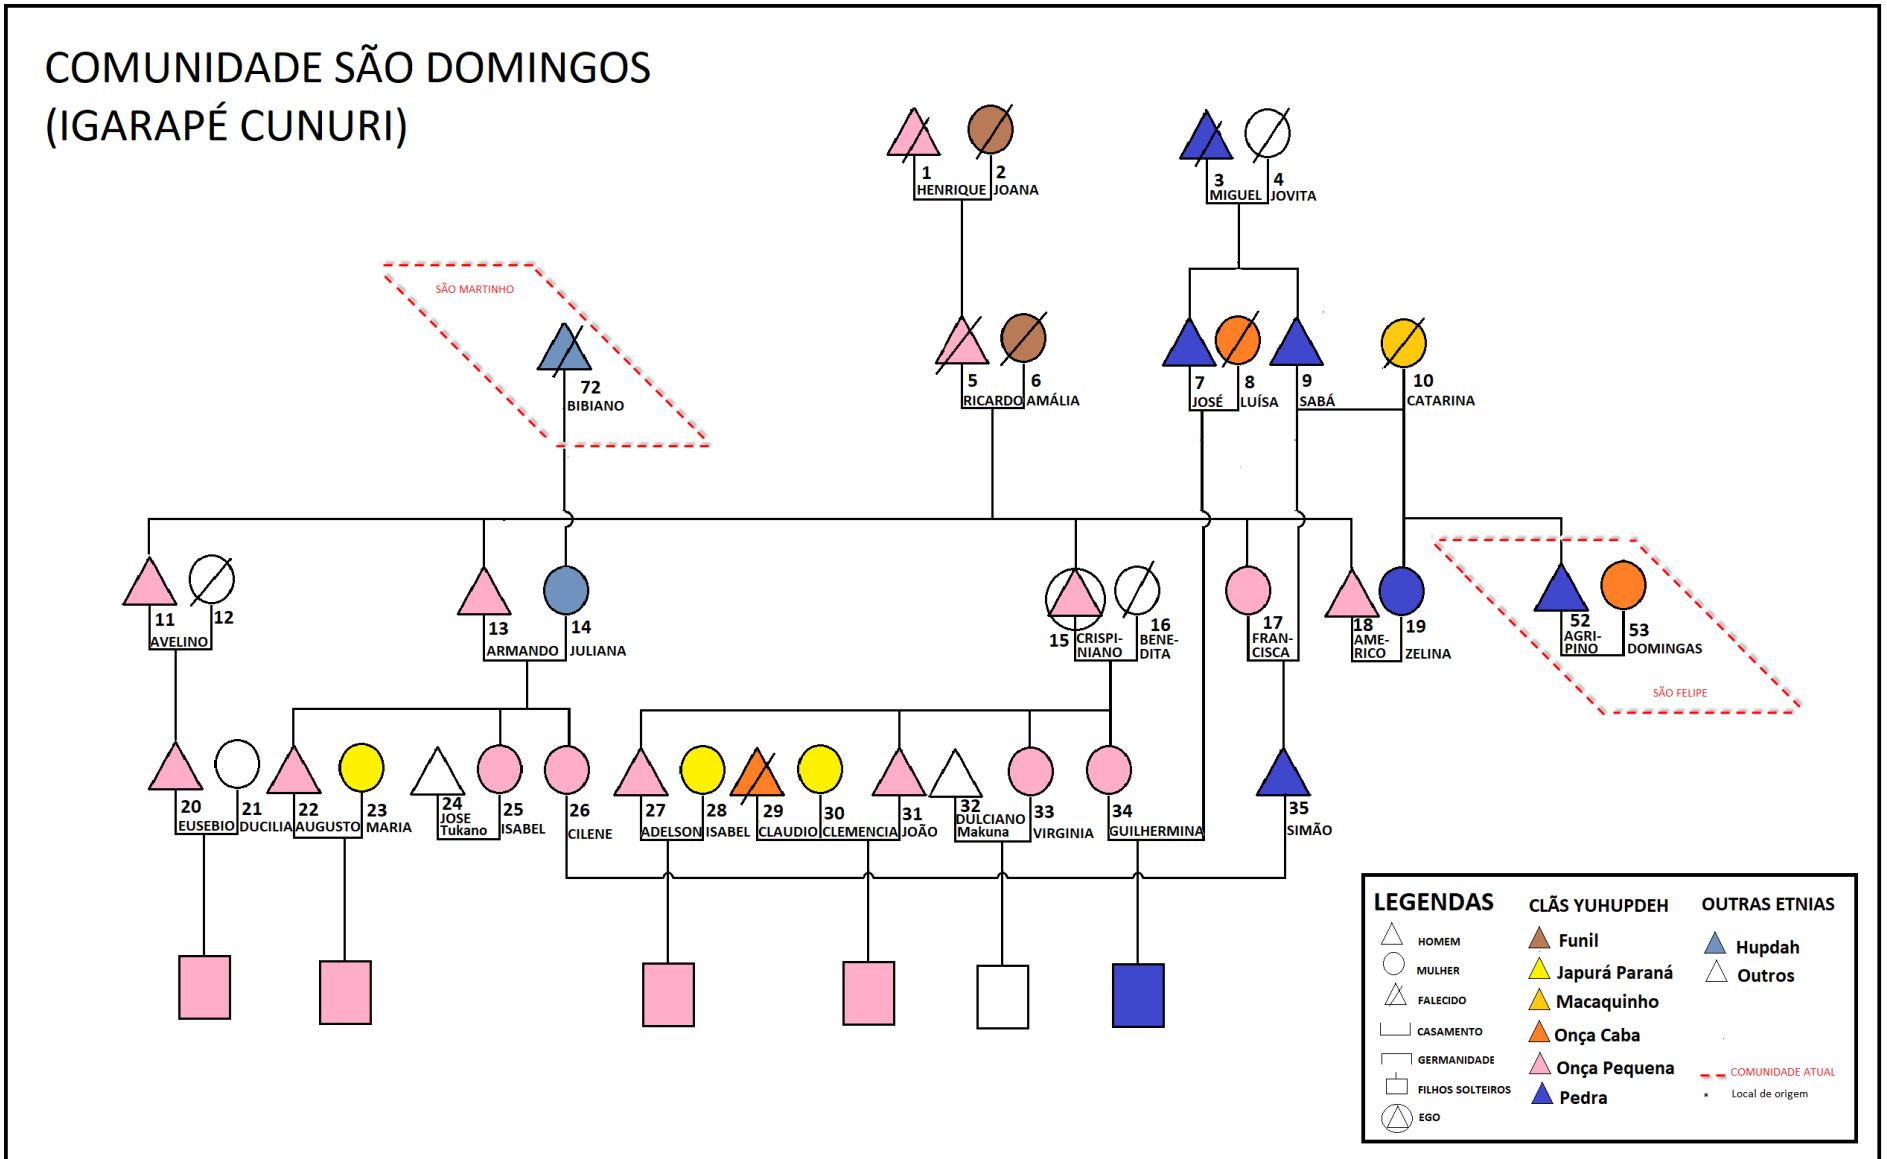 COMUNIDADE SÃO DOMINGOS
(IGARAPÉ CUNURI)
1
HENRIQUE
2
JOANA
3
MIGUEL
4
JOVITA
SÃO MARTINHO
72
BIBIANO
5
RICARDO
6
AMÁLIA
7
JOSÉ
8
LUÍSA
9
SABÁ
10
CATARINA
11
AVELINO
12
13
ARMANDO
14
JULIANA
15
CRISPI-
NIANO
16
BENE-
DITA
17
FRAN-
CISCA
18
AME-
RICO
19
ZELINA
52
AGRI-
PINO
53
DOMINGAS
SÃO FELIPE
20
EUSEBIO
21
DUCILIA
22
AUGUSTO
23
MARIA
24
JOSE
Tukano
25
ISABEL
26
CILENE
27
ADELSON
28
ISABEL
29
CLAUDIO
30
CLEMENCIA
31
JOÃO
32
DULCIANO
Makuna
33
VIRGINIA
34
GUILHERMINA
35
SIMÃO
LEGENDAS
HOMEM
MULHER
FALECIDO
CASAMENTO
GERMANIDADE
FILHOS SOLTEIROS
EGO
CLÃS YUHUPDEH
Funil
Japurá Paraná
Macaquinho
Onça Caba
Onça Pequena
Pedra
OUTRAS ETNIAS
Hupdah
Outros
COMUNIDADE ATUAL
Local de origem